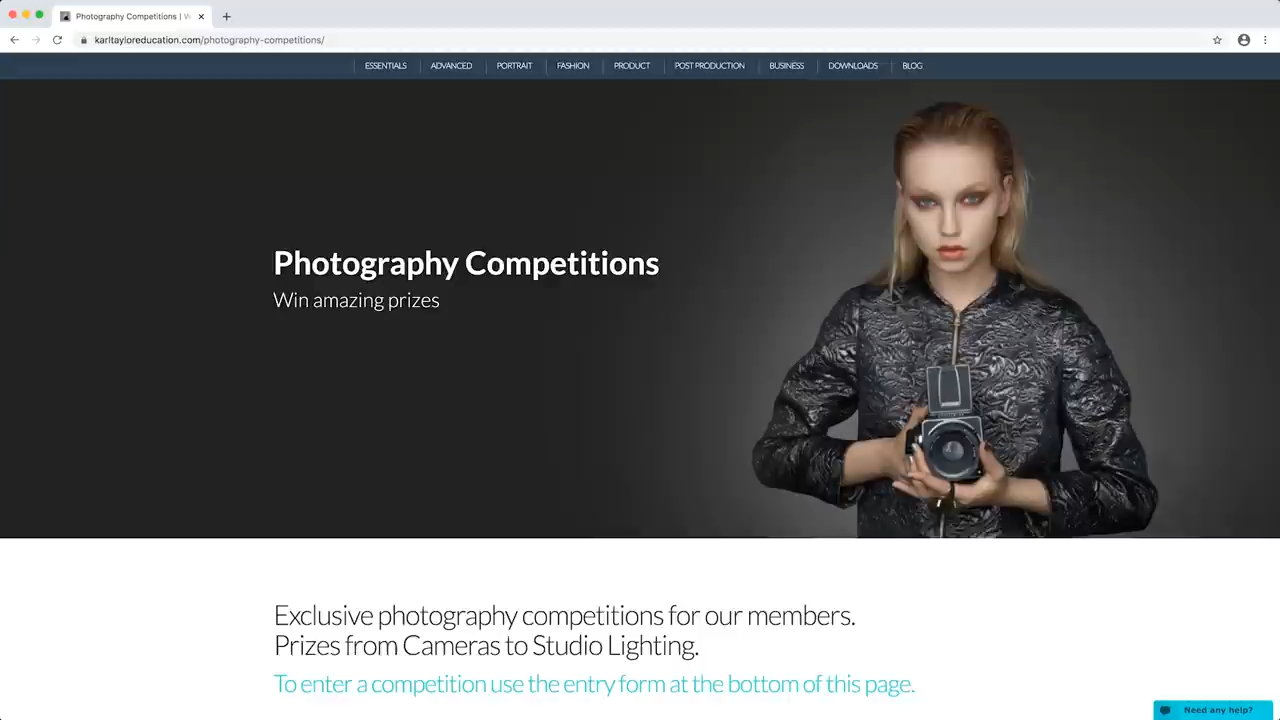 Photography Competitions | W
karltayloreducation.com/photography-competitions/
ESSENTIALS
ADVANCED
PORTRAIT
FASHION
PRODUCT
POST PRODUCTION
BUSINESS
DOWNLOADS
BLOG
Photography Competitions
Win amazing prizes
Exclusive photography competitions for our members.
Prizes from Cameras to Studio Lighting.
To enter a competition use the entry form at the bottom of this page.
Need any help?